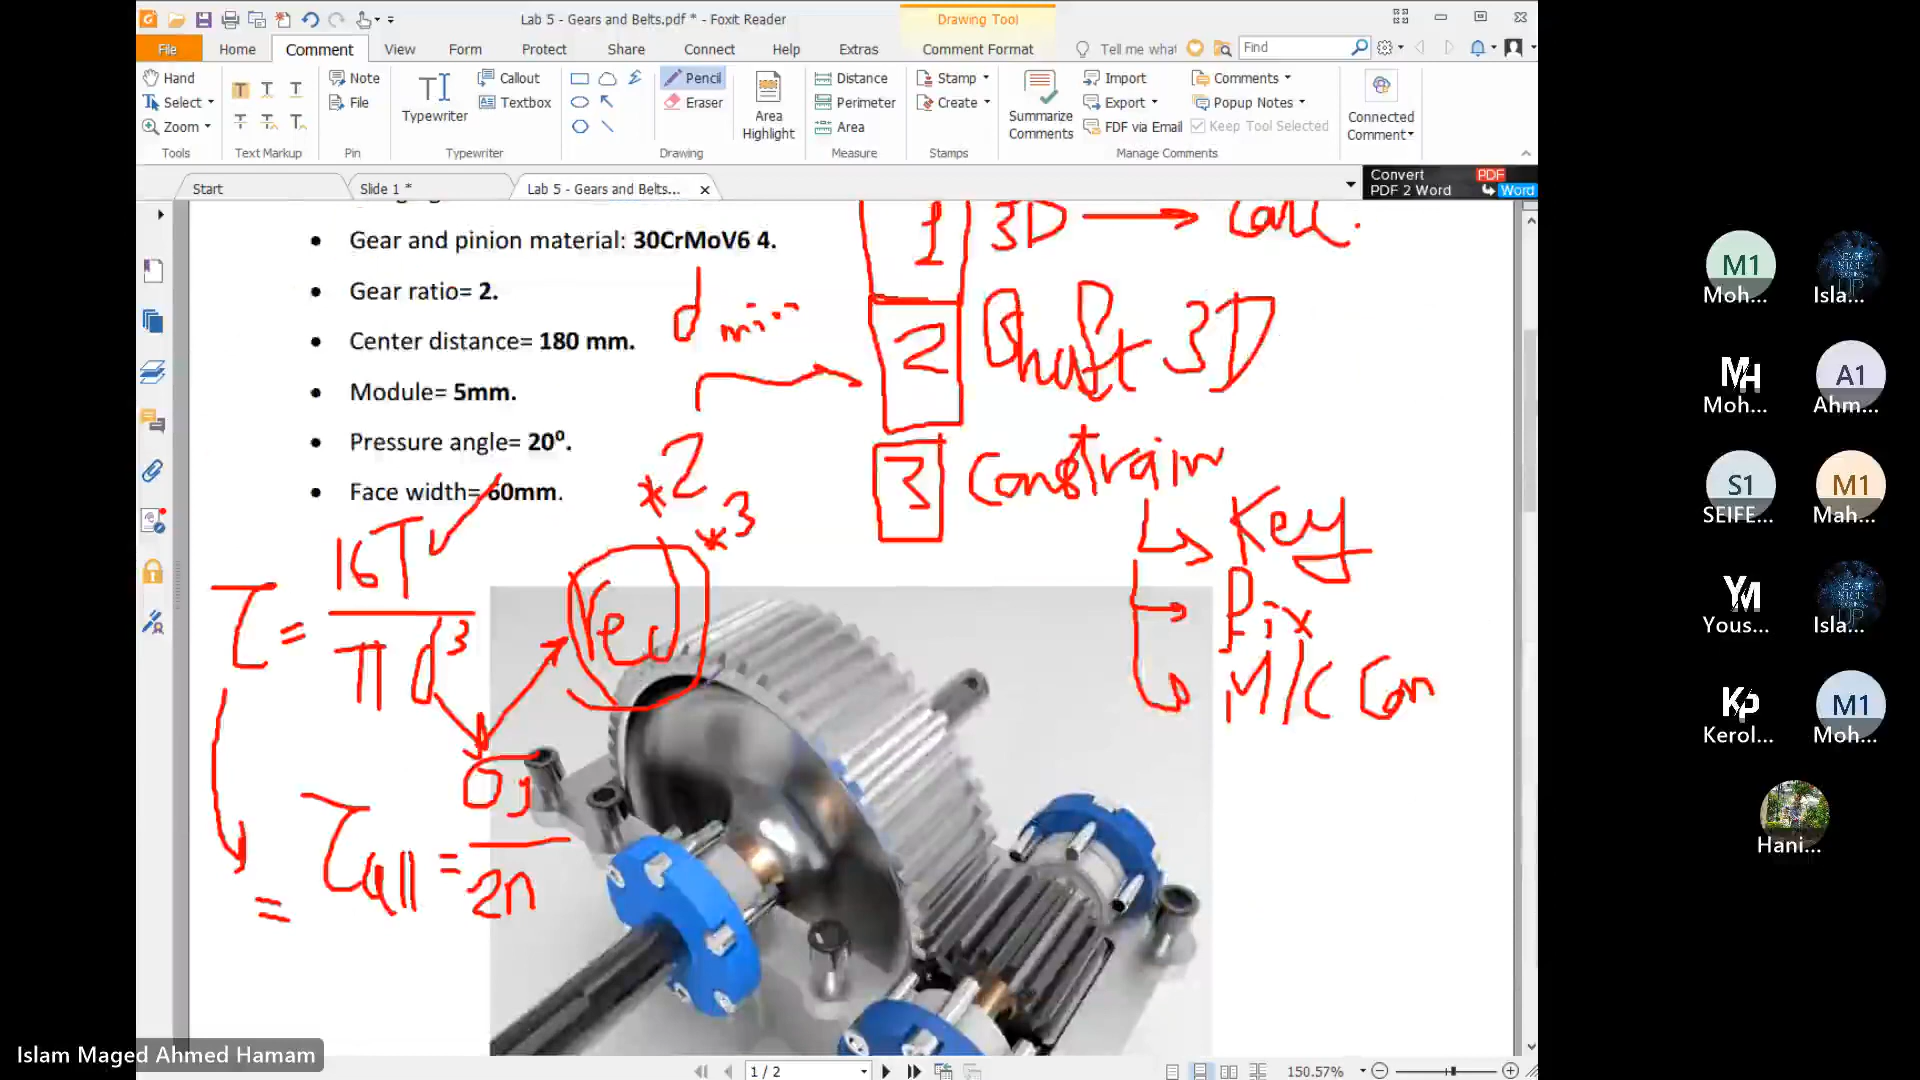 Lab 5 - Gears and Belts.pdf * - Foxit Reader
Drawing Tool
File Home Comment View Form Protect Share Connect Help Extras Comment Format Tell me what Find
Hand
Select
Zoom
Tools
T T T
Text Markup
Note
File
Pin
Typewriter
Callout
Textbox
Typewriter
Pencil
Eraser
Area Highlight
Drawing
Distance
Perimeter
Area
Measure
Stamp
Create
Stamps
Summarize Comments
Import
Export
FDF via Email
Comments
Popup Notes
Keep Tool Selected
Manage Comments
Connected Comment
Start
Slide 1 *
Lab 5 - Gears and Belts...
Convert PDF
PDF 2 Word Word
• Gear and pinion material: 30CrMoV6 4.
• Gear ratio= 2.
• Center distance= 180 mm.
• Module= 5mm.
• Pressure angle= 20⁰.
• Face width= 60mm.
1 3D →
d min
2 Shaft 3D
3 Constrain
Key
Fix
M/C Con
*2
*3
τ = 16T / π d³
τall = σy / 2n
=
M1
Moh...
Isla...
MH
Moh...
A1
Ahm...
S1
SEIFE...
M1
Mah...
YM
Yous...
Isla...
KP
Kerol...
M1
Moh...
Hani...
Islam Maged Ahmed Hamam
1 / 2
150.57%